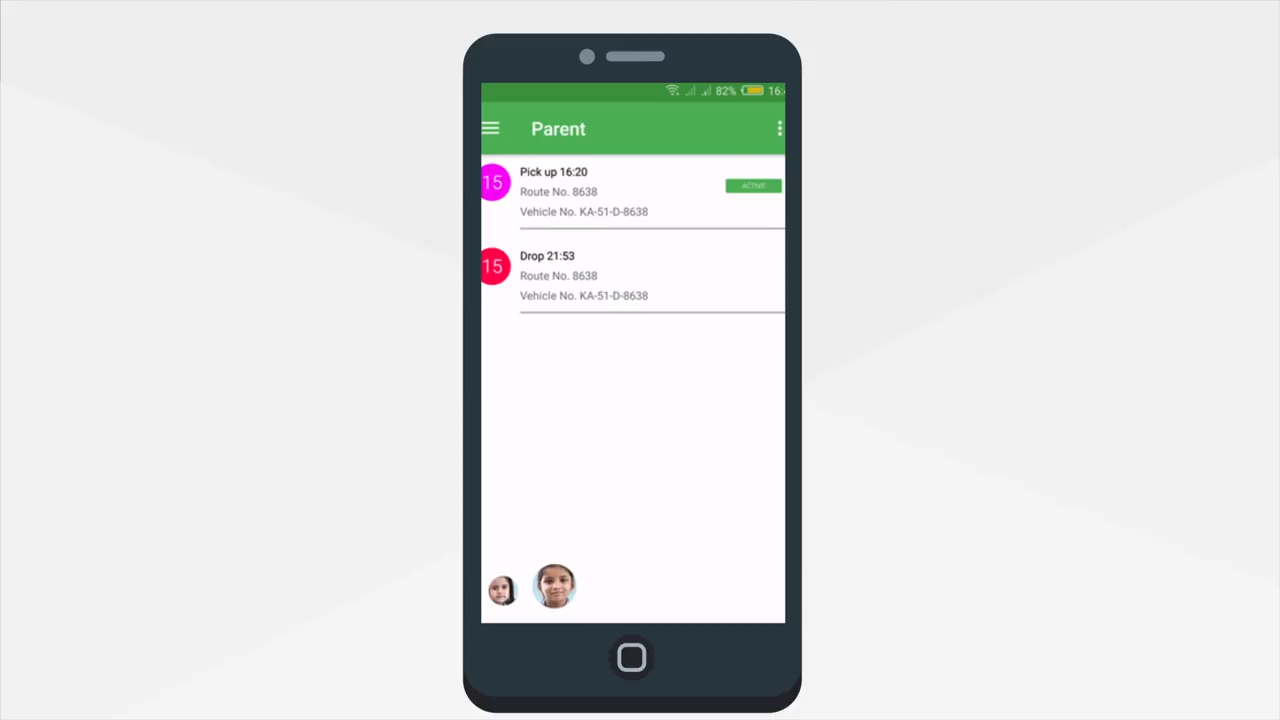 82% 16:
Parent
15
Pick up 16:20
Route No. 8638
Vehicle No. KA-51-D-8638
ACTIVE
15
Drop 21:53
Route No. 8638
Vehicle No. KA-51-D-8638